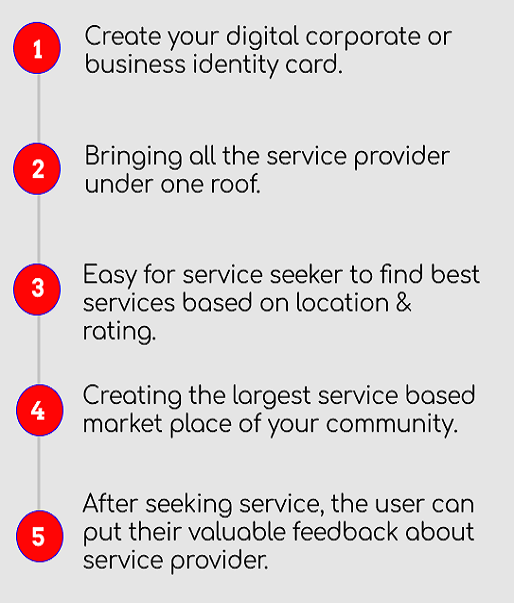 1
Create your digital corporate or
business identity card.
2
Bringing all the service provider
under one roof.
3
Easy for service seeker to find best
services based on location &
rating.
4
Creating the largest service based
market place of your community.
5
After seeking service, the user can
put their valuable feedback about
service provider.